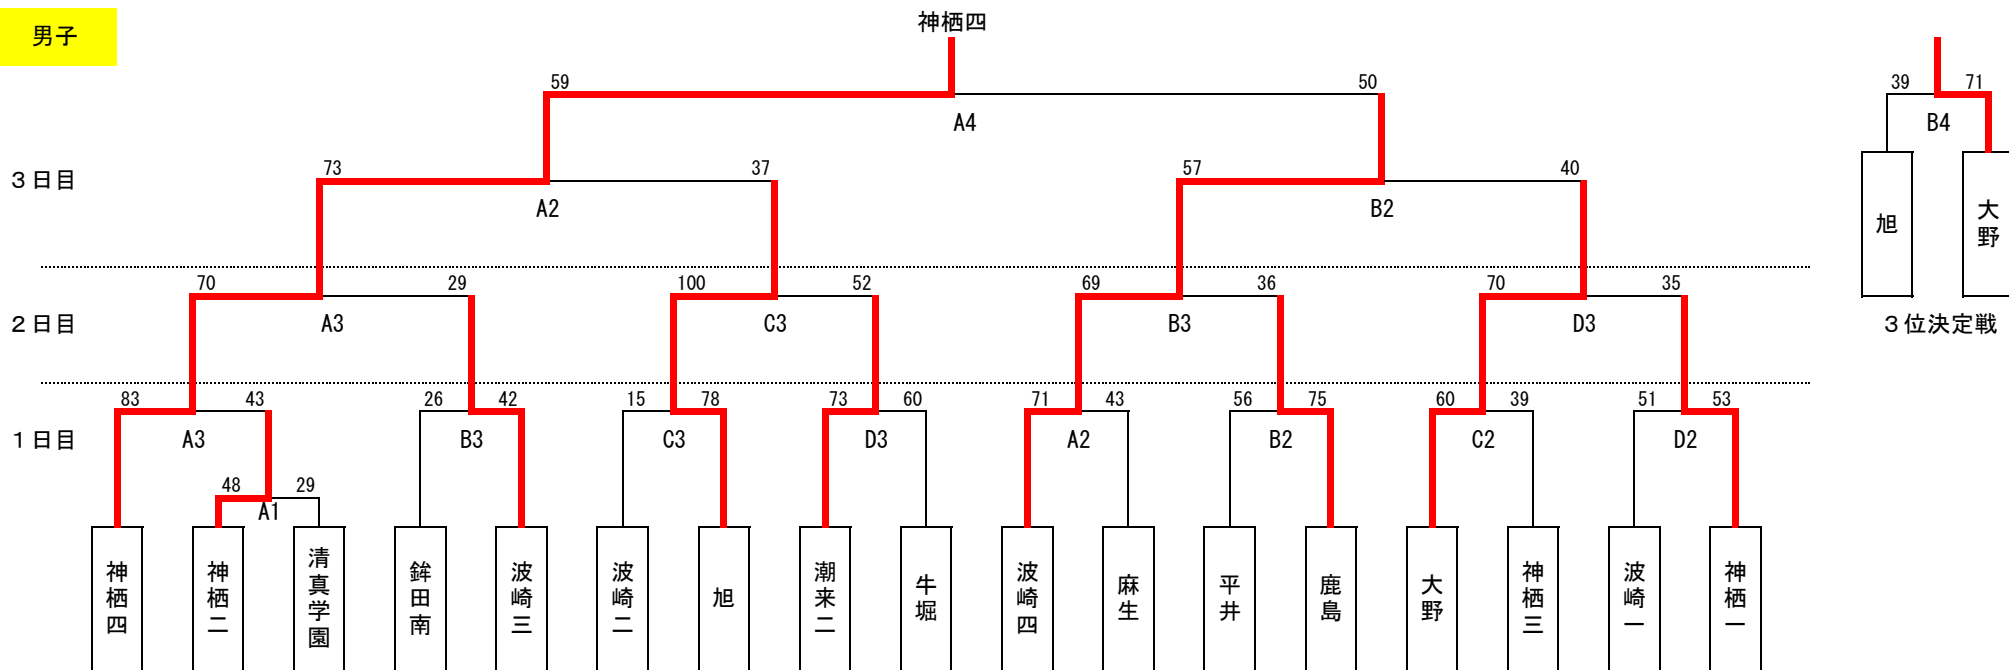 男子
神栖四
59 50
39 71
A4
B4
3日目
73 37
57 40
A2
B2
旭
大野
70 29
100 52
69 36
70 35
2日目
A3
C3
B3
D3
3位決定戦
83 43
26 42
15 78
73 60
71 43
56 75
60 39
51 53
1日目
A3
B3
C3
D3
A2
B2
C2
D2
48 29
A1
神栖四
神栖二
清真学園
鉾田南
波崎三
波崎二
旭
潮来二
牛堀
波崎四
麻生
平井
鹿島
大野
神栖三
波崎一
神栖一